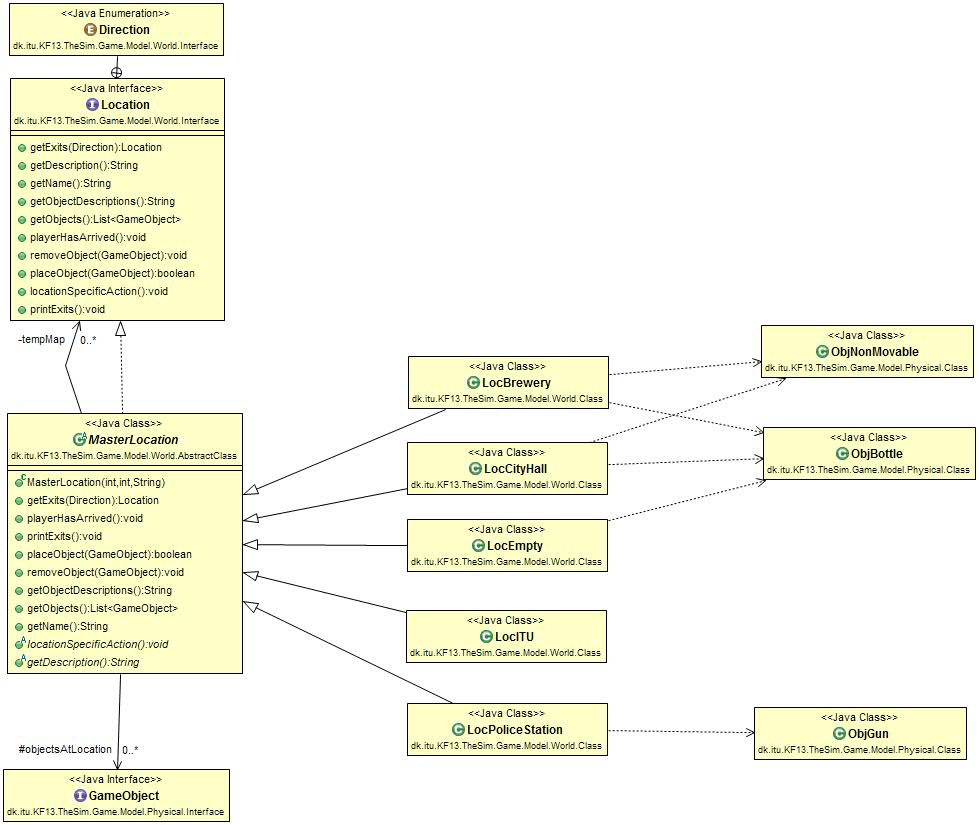 <<Java Enumeration>>
Direction
dk.itu.KF13.TheSim.Game.Model.World.Interface
<<Java Interface>>
Location
dk.itu.KF13.TheSim.Game.Model.World.Interface
getExits(Direction):Location
getDescription():String
getName():String
getObjectDescriptions():String
getObjects():List<GameObject>
playerHasArrived():void
removeObject(GameObject):void
placeObject(GameObject):boolean
locationSpecificAction():void
printExits():void
-tempMap
0..*
<<Java Class>>
MasterLocation
dk.itu.KF13.TheSim.Game.Model.World.AbstractClass
MasterLocation(int,int,String)
getExits(Direction):Location
playerHasArrived():void
printExits():void
placeObject(GameObject):boolean
removeObject(GameObject):void
getObjectDescriptions():String
getObjects():List<GameObject>
getName():String
locationSpecificAction():void
getDescription():String
#objectsAtLocation
0..*
<<Java Interface>>
GameObject
dk.itu.KF13.TheSim.Game.Model.Physical.Interface
<<Java Class>>
LocBrewery
dk.itu.KF13.TheSim.Game.Model.World.Class
<<Java Class>>
LocCityHall
dk.itu.KF13.TheSim.Game.Model.World.Class
<<Java Class>>
LocEmpty
dk.itu.KF13.TheSim.Game.Model.World.Class
<<Java Class>>
LocITU
dk.itu.KF13.TheSim.Game.Model.World.Class
<<Java Class>>
LocPoliceStation
dk.itu.KF13.TheSim.Game.Model.World.Class
<<Java Class>>
ObjNonMovable
dk.itu.KF13.TheSim.Game.Model.Physical.Class
<<Java Class>>
ObjBottle
dk.itu.KF13.TheSim.Game.Model.Physical.Class
<<Java Class>>
ObjGun
dk.itu.KF13.TheSim.Game.Model.Physical.Class